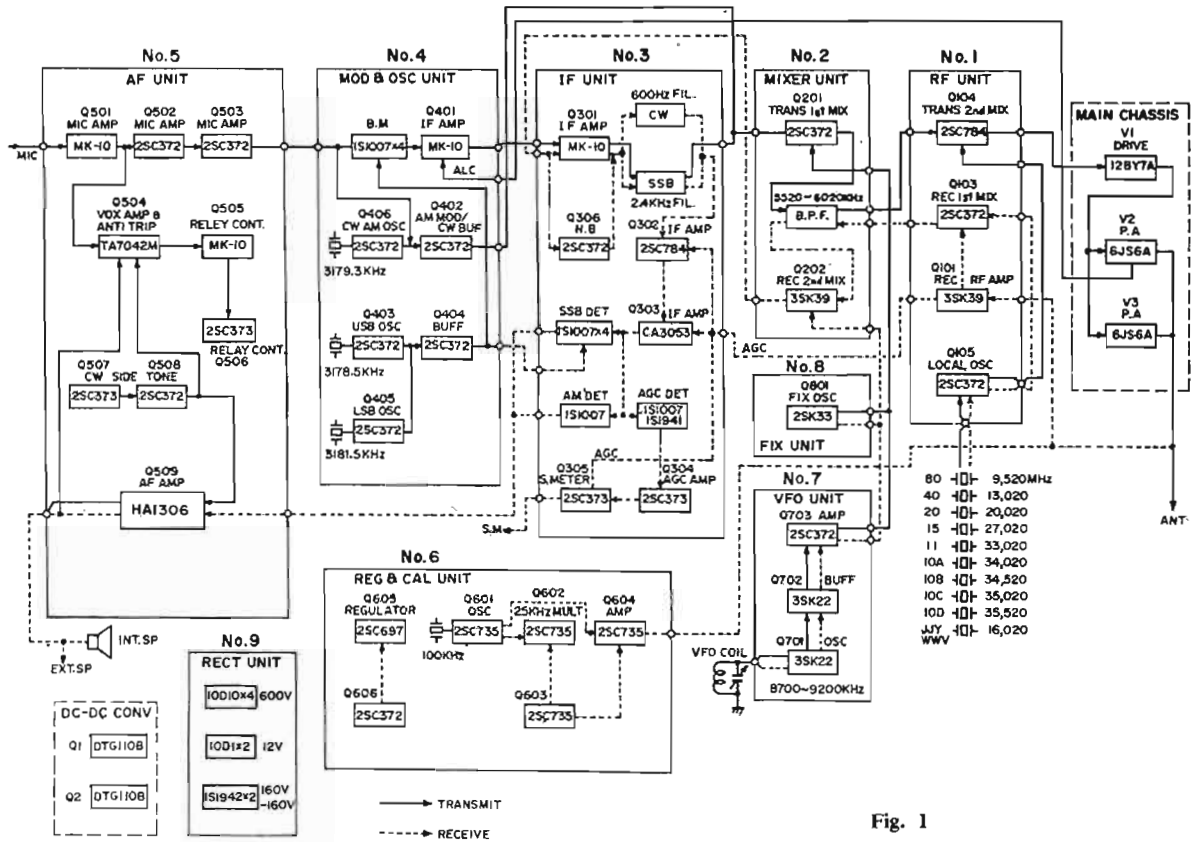 No.5
AF UNIT
Q501
MIC AMP
MK-10
Q502
MIC AMP
2SC372
Q503
MIC AMP
2SC372
MIC
Q504
VOX AMP &
ANTI TRIP
TA7042M
Q505
RELEY CONT.
MK-10
2SC373
RELAY CONT.
Q506
Q507
CW SIDE TONE
2SC373
Q508
2SC372
Q509
AF AMP
HA1306
INT.SP
EXT.SP
No.4
MOD & OSC UNIT
B.M
1S1007×4
Q401
IF AMP
MK-10
ALC
Q406
CW AM OSC
2SC372
3179.3KHz
Q402
AM MOD/
CW BUF
2SC372
Q403
USB OSC
2SC372
3178.5KHz
Q404
BUFF
2SC372
Q405
LSB OSC
2SC372
3181.5KHz
No.3
IF UNIT
Q301
IF AMP
MK-10
600Hz FIL.
CW
SSB
2.4KHz FIL.
Q306
N.B
2SC372
Q302
IF AMP
2SC784
SSB DET
1S1007×4
Q303
IF AMP
CA3053
AGC
AM DET
1S1007
AGC DET
1S1007
1S1941
AGC
Q305
S.METER
2SC373
Q304
AGC AMP
2SC373
S.M
No.2
MIXER UNIT
Q201
TRANS 1st MIX
2SC372
5520~6020KHz
B.P.F.
Q202
REC 2nd MIX
3SK39
No.8
Q801
FIX OSC
2SK33
FIX UNIT
No.7
VFO UNIT
Q703 AMP
2SC372
Q702 BUFF
3SK22
Q701 OSC
3SK22
8700~9200KHz
VFO COIL
No.1
RF UNIT
Q104
TRANS 2nd MIX
2SC784
Q103
REC 1st MIX
2SC372
Q101
REC RF AMP
3SK39
Q105
LOCAL OSC
2SC372
MAIN CHASSIS
V1
DRIVE
12BY7A
V2
P.A
6JS6A
V3
P.A
6JS6A
ANT
80 9,520MHz
40 13,020
20 20,020
15 27,020
11 33,020
10A 34,020
10B 34,520
10C 35,020
10D 35,520
JJY 16,020
WWV
No.6
REG & CAL UNIT
Q605
REGULATOR
2SC697
Q606
2SC372
Q601
OSC
2SC735
100KHz
Q602
25KHz MULT
2SC735
Q604
AMP
2SC735
Q603
2SC735
No.9
RECT UNIT
10D10×4 600V
10D1×2 12V
1S1942×2 160V
-160V
DC-DC CONV
Q1 DTG110B
Q2 DTG110B
TRANSMIT
RECEIVE
Fig. 1